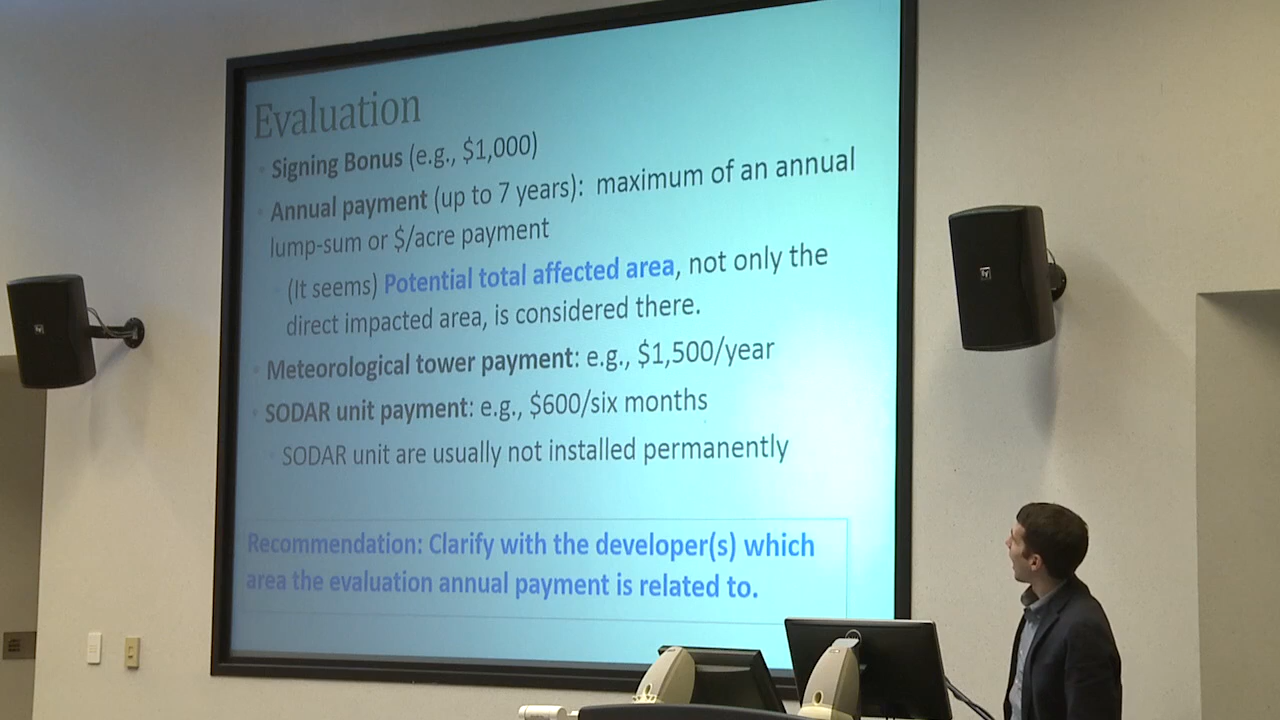 Evaluation
Signing Bonus (e.g., $1,000)
Annual payment (up to 7 years): maximum of an annual
lump-sum or $/acre payment
(It seems) Potential total affected area, not only the
direct impacted area, is considered there.
Meteorological tower payment: e.g., $1,500/year
SODAR unit payment: e.g., $600/six months
SODAR unit are usually not installed permanently
Recommendation: Clarify with the developer(s) which
area the evaluation annual payment is related to.